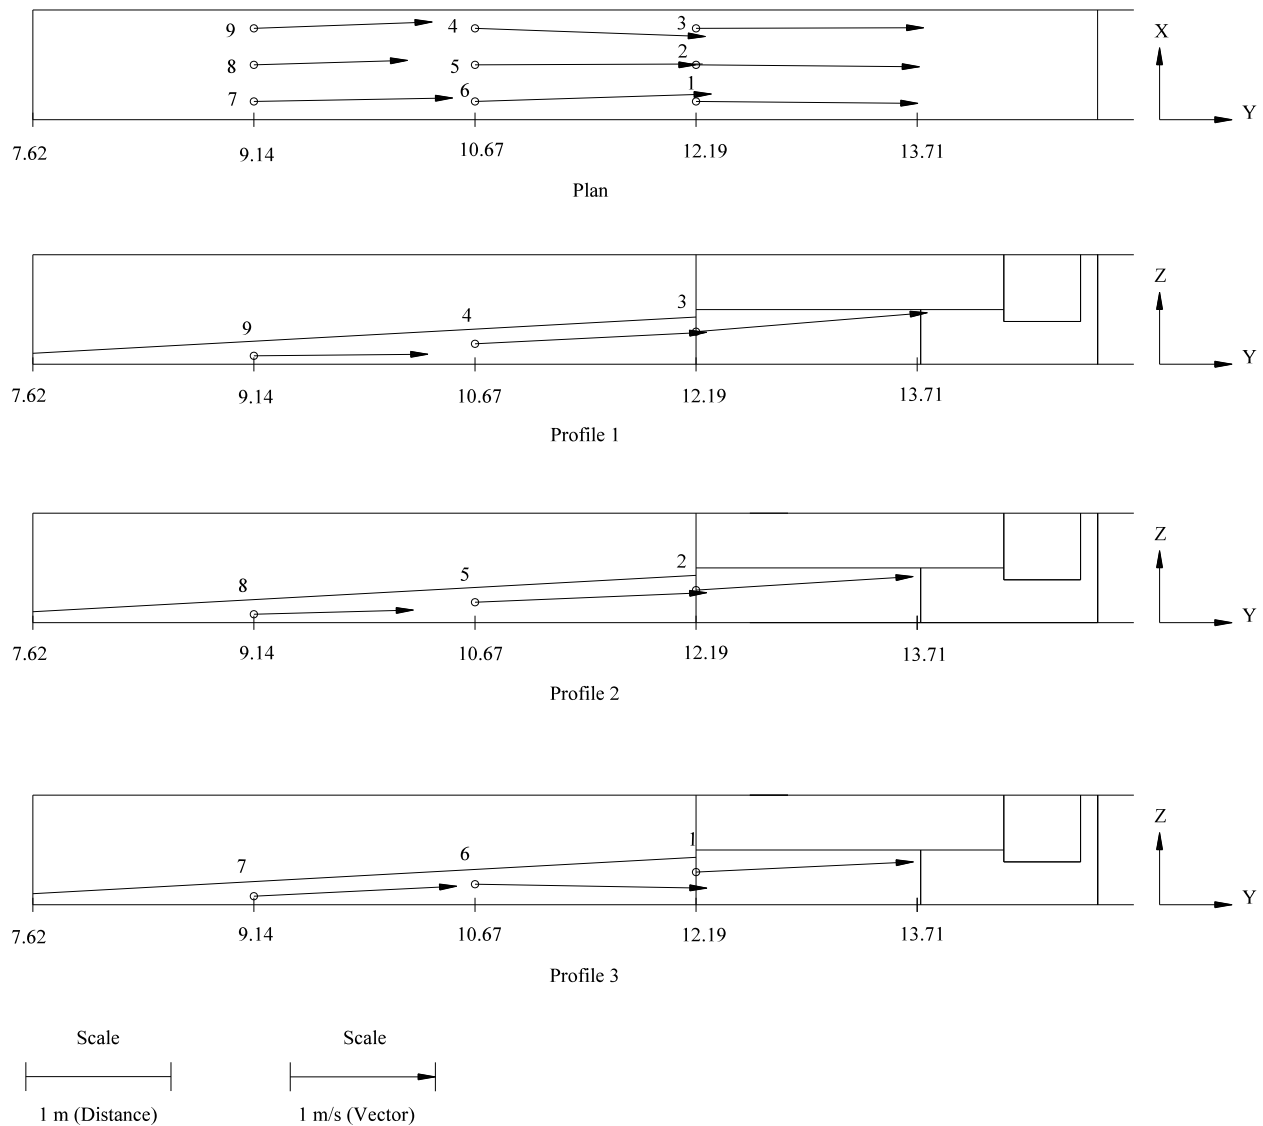 9 4 3
X
8 5 2
7 6 1
Y
7.62 9.14 10.67 12.19 13.71
Plan
Z
9 4 3
Y
7.62 9.14 10.67 12.19 13.71
Profile 1
Z
8 5 2
Y
7.62 9.14 10.67 12.19 13.71
Profile 2
Z
7 6 1
Y
7.62 9.14 10.67 12.19 13.71
Profile 3
Scale Scale
1 m (Distance) 1 m/s (Vector)